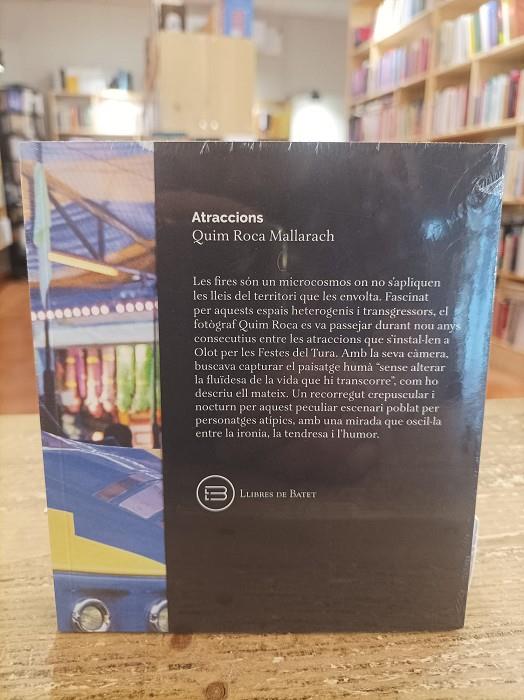 Atraccions
Quim Roca Mallarach
Les fires són un microcosmos on no s'apliquen
les lleis del territori que les envolta. Fascinat
per aquests espais heterogenis i transgressors, el
fotògraf Quim Roca es va passejar durant nou anys
consecutius entre les atraccions que s'instal·len a
Olot per les Festes del Tura. Amb la seva càmera,
buscava capturar el paisatge humà "sense alterar
la fluïdesa de la vida que hi transcorre", com ho
descriu ell mateix. Un recorregut crepuscular i
nocturn per aquest peculiar escenari poblat per
personatges atípics, amb una mirada que oscil·la
entre la ironia, la tendresa i l'humor.
B
Llibres de Batet